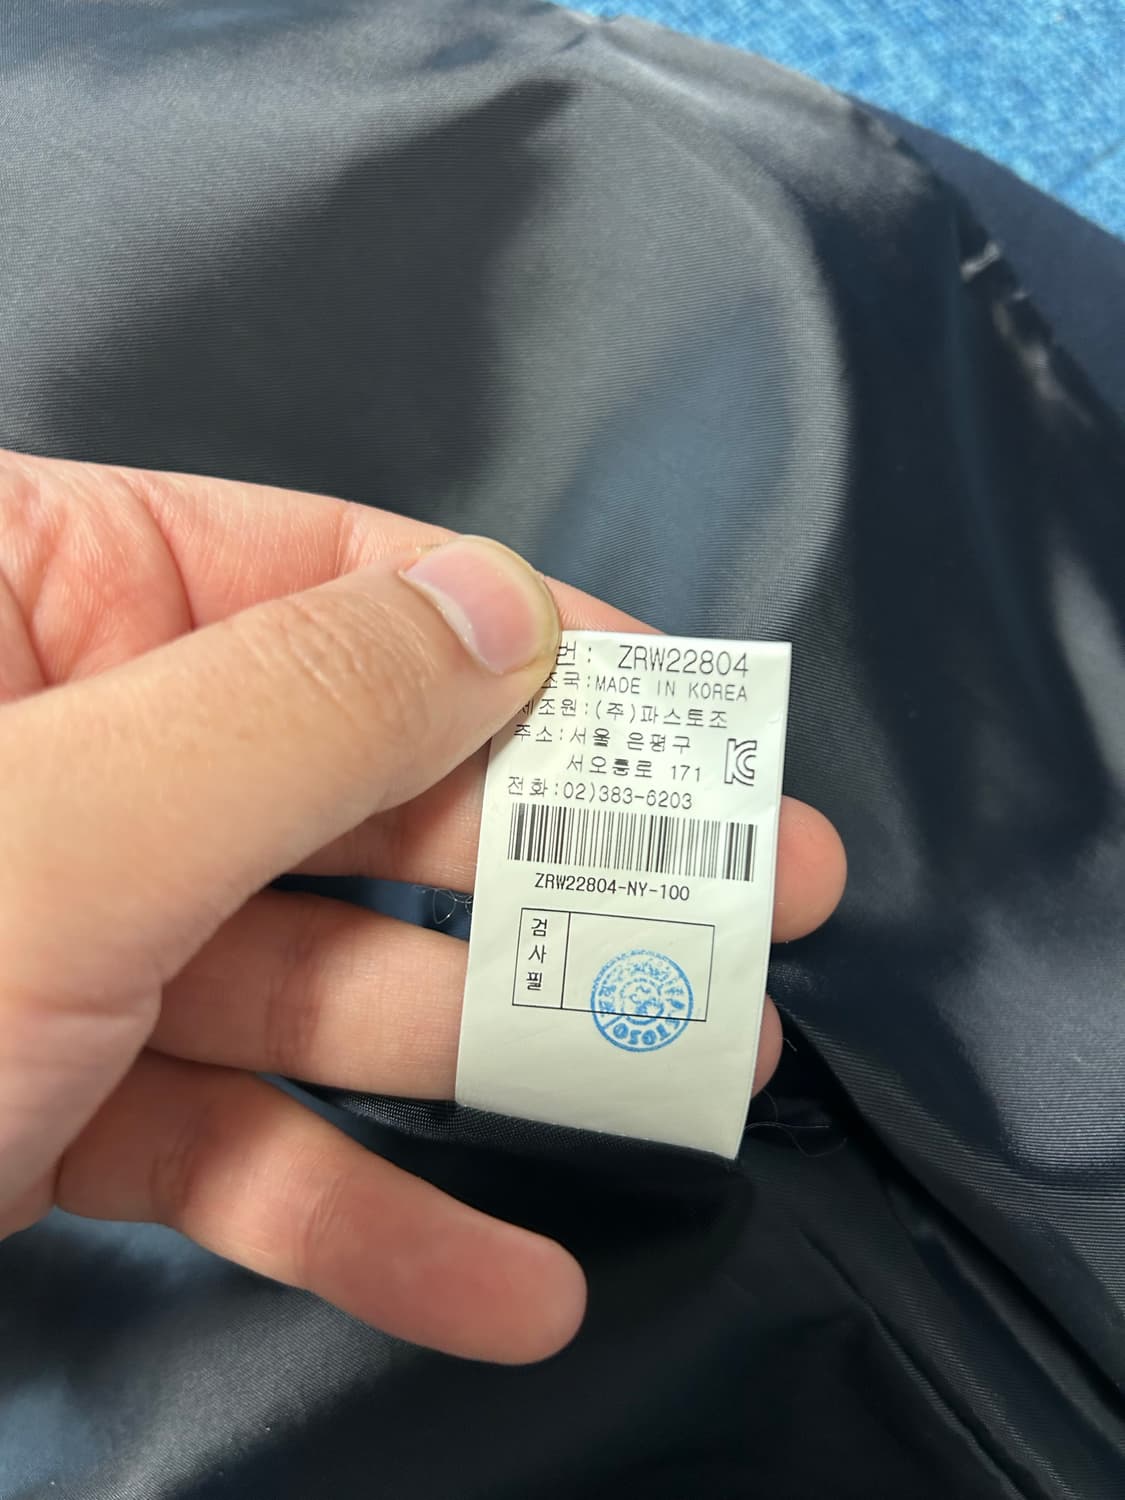 번: ZRW22804
조국:MADE IN KOREA
제조원:(주)파스토조
주소:서울 은평구
서오릉로 171
전화:02)383-6203
ZRW22804-NY-100
검사필